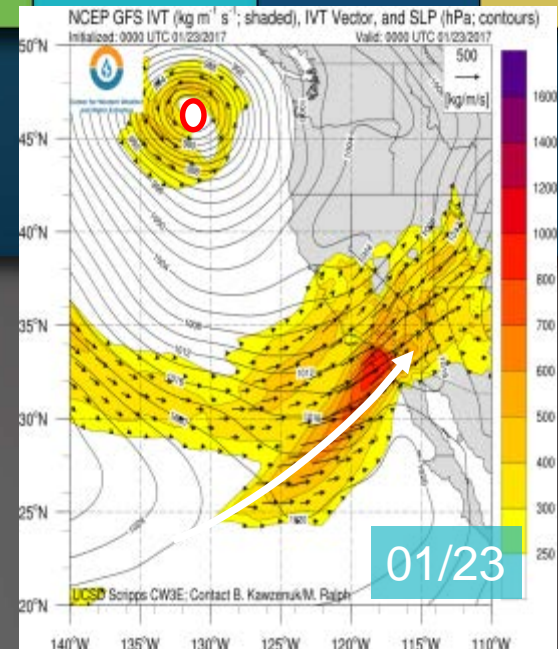 NCEP GFS IVT (kg m⁻¹ s⁻¹; shaded), IVT Vector, and SLP (hPa; contours)
Initialized: 0000 UTC 01/23/2017 Valid: 0000 UTC 01/23/2017
50°N
45°N
40°N
35°N
30°N
25°N
20°N
500
[kg/m/s]
1600
1400
1200
1000
800
700
600
500
400
300
250
01/23
UCSD Scripps CW3E; Contact B. Kawzenuk/M. Ralph
140°W 135°W 130°W 125°W 120°W 115°W 110°W